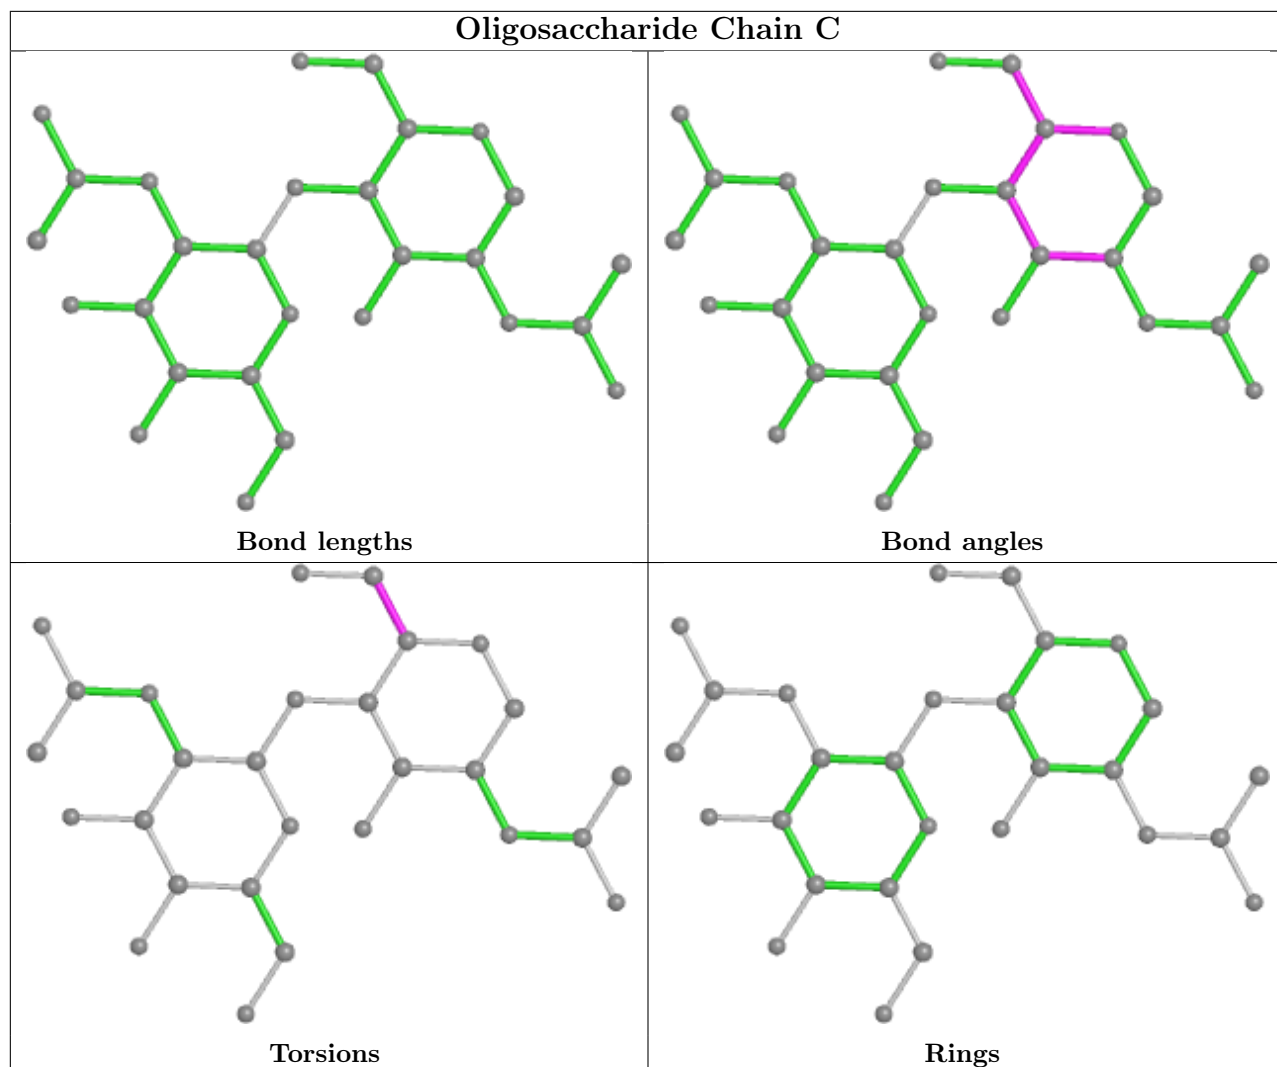 Oligosaccharide Chain C
Bond lengths
Bond angles
Torsions
Rings